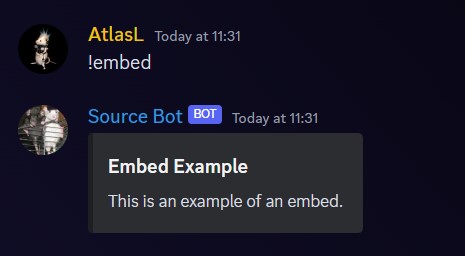 AtlasL Today at 11:31
!embed
Source Bot BOT Today at 11:31
Embed Example
This is an example of an embed.